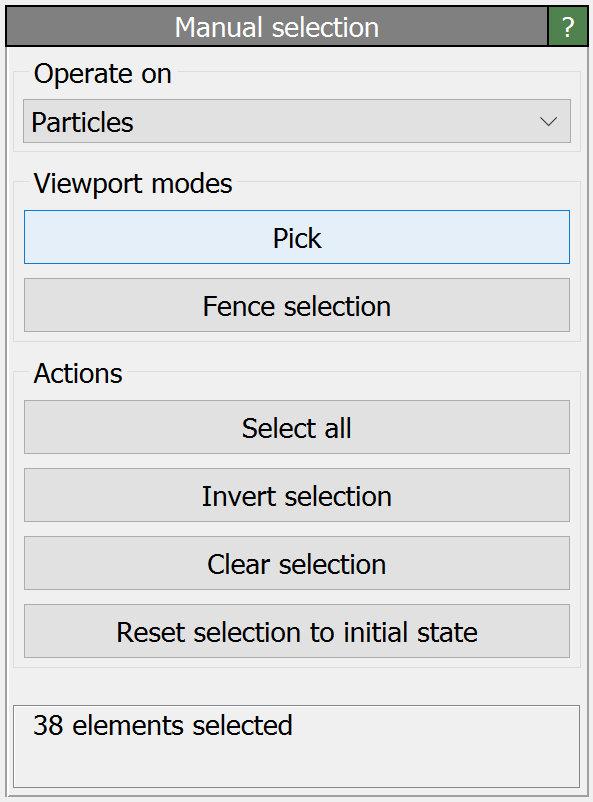 Manual selection ?
Operate on
Particles
Viewport modes
Pick
Fence selection
Actions
Select all
Invert selection
Clear selection
Reset selection to initial state
38 elements selected